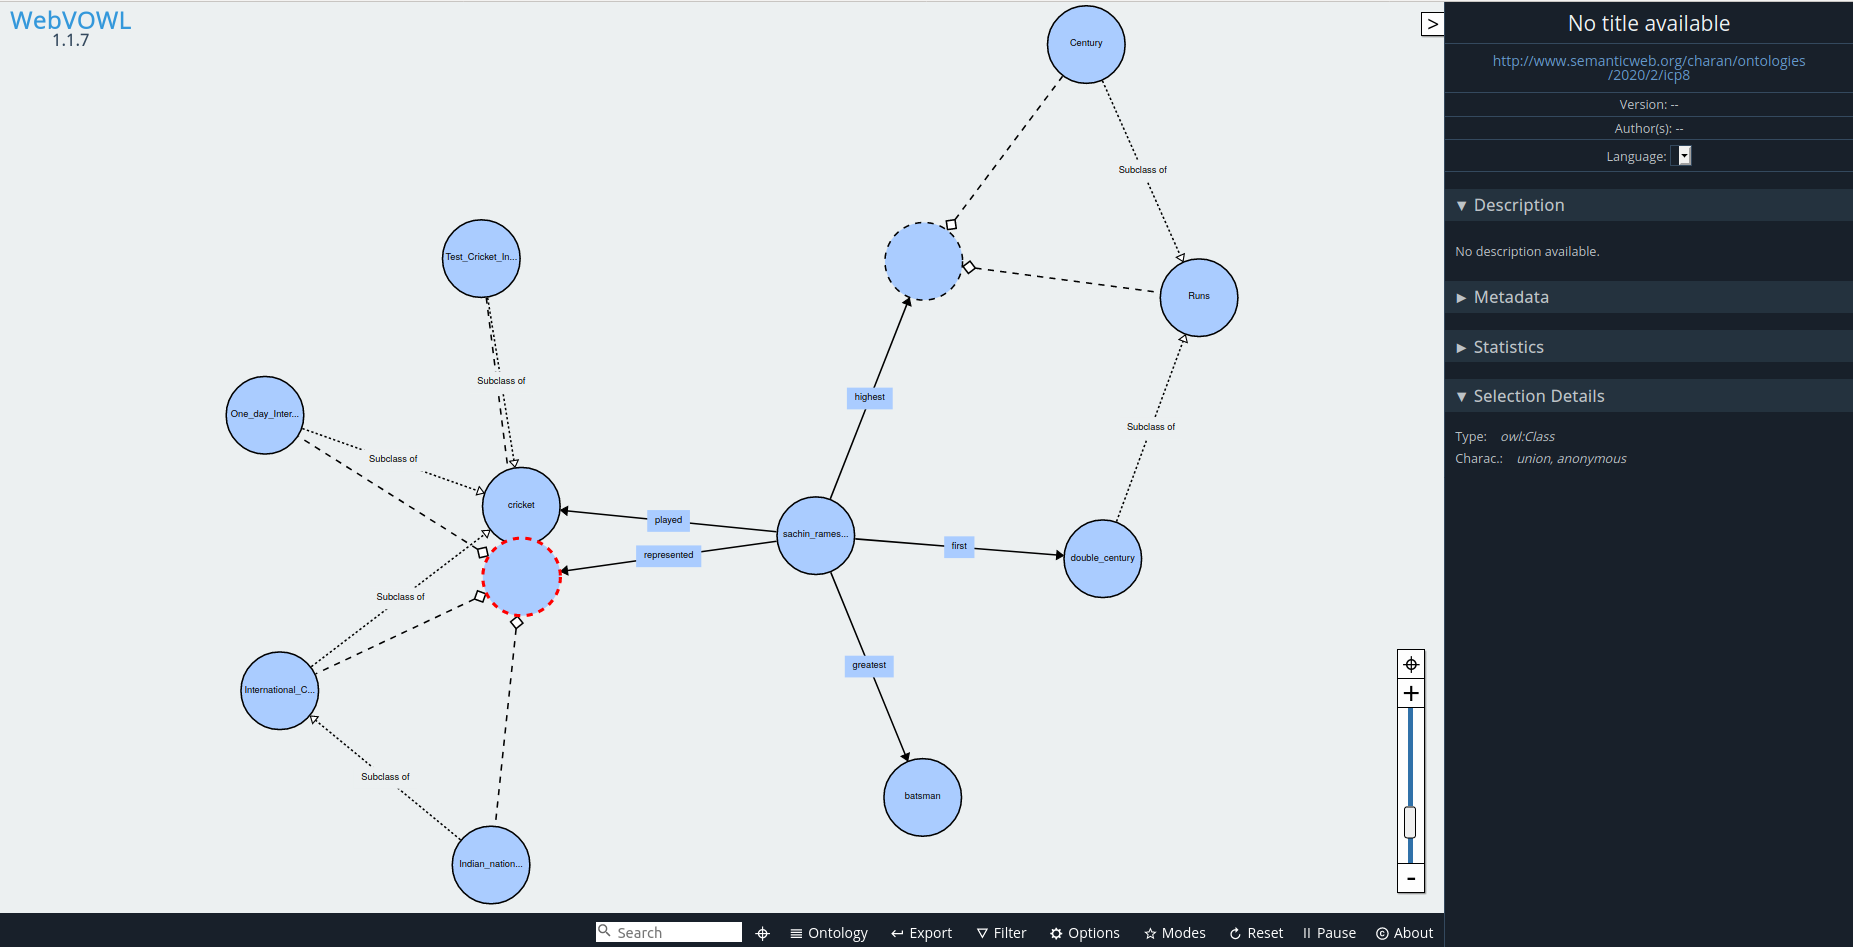 WebVOWL
1.1.7
Century
>
Subclass of
Test_Cricket_In...
Runs
Subclass of
highest
One_day_Inter...
Subclass of
Subclass of
cricket
played
represented
sachin_rames...
first
double_century
Subclass of
greatest
International_C...
Subclass of
batsman
Indian_nation...
+
-
Search
Ontology
Export
Filter
Options
Modes
Reset
Pause
About
No title available
http://www.semanticweb.org/charan/ontologies
/2020/2/icp8
Version: --
Author(s): --
Language:
▼ Description
No description available.
► Metadata
► Statistics
▼ Selection Details
Type: owl:Class
Charac.: union, anonymous